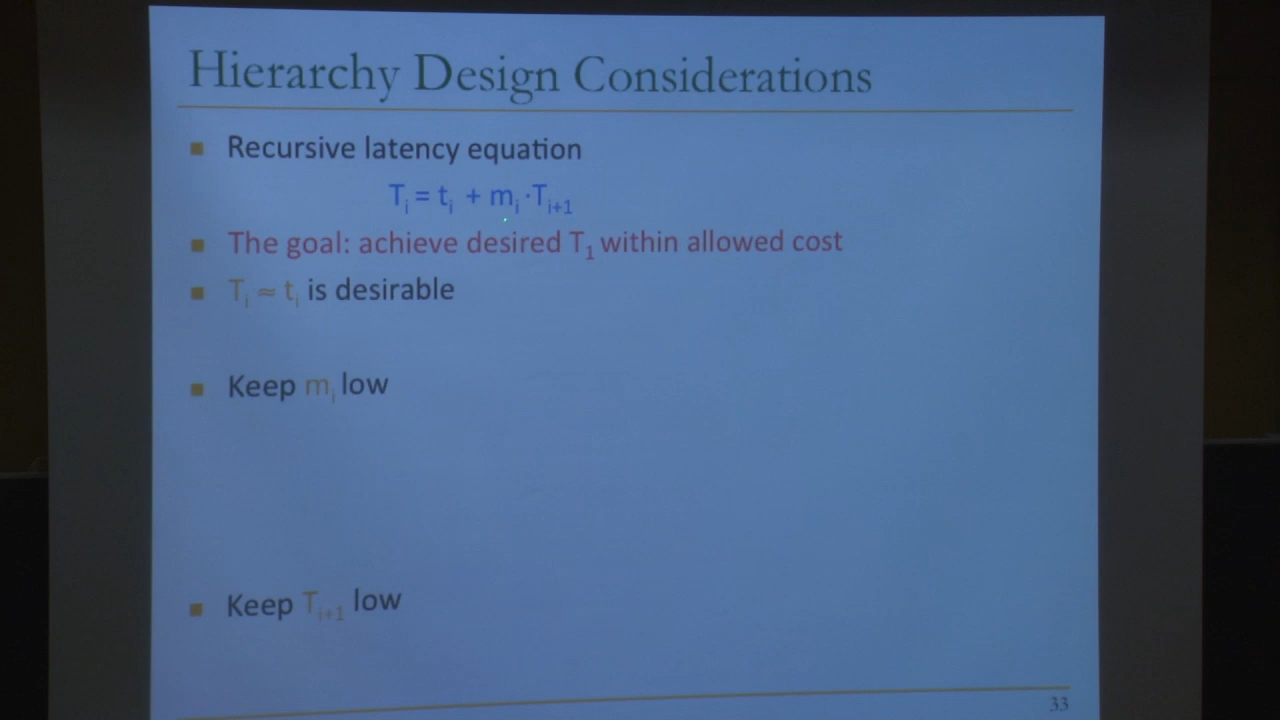 Hierarchy Design Considerations
Recursive latency equation
Tᵢ = tᵢ + mᵢ ·Tᵢ₊₁
The goal: achieve desired T₁ within allowed cost
Tᵢ ≈ tᵢ is desirable
Keep mᵢ low
Keep Tᵢ₊₁ low
33